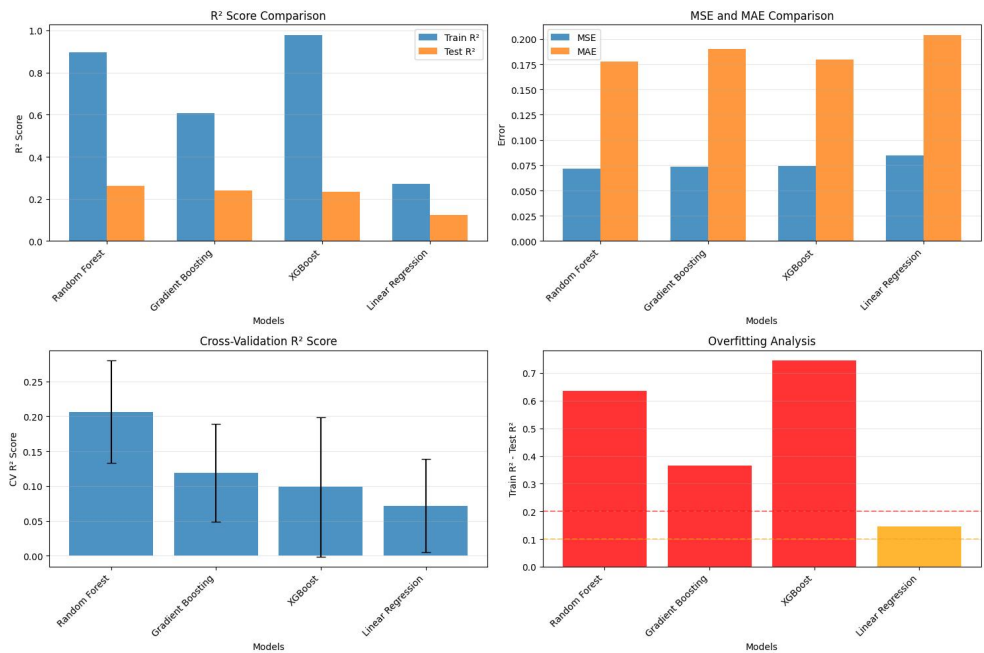 R² Score Comparison
R² Score
1.0
0.8
0.6
0.4
0.2
0.0
Train R²
Test R²
Random Forest
Gradient Boosting
XGBoost
Linear Regression
Models
MSE and MAE Comparison
Error
0.200
0.175
0.150
0.125
0.100
0.075
0.050
0.025
0.000
MSE
MAE
Random Forest
Gradient Boosting
XGBoost
Linear Regression
Models
Cross-Validation R² Score
CV R² Score
0.25
0.20
0.15
0.10
0.05
0.00
Random Forest
Gradient Boosting
XGBoost
Linear Regression
Models
Overfitting Analysis
Train R² - Test R²
0.7
0.6
0.5
0.4
0.3
0.2
0.1
0.0
Random Forest
Gradient Boosting
XGBoost
Linear Regression
Models